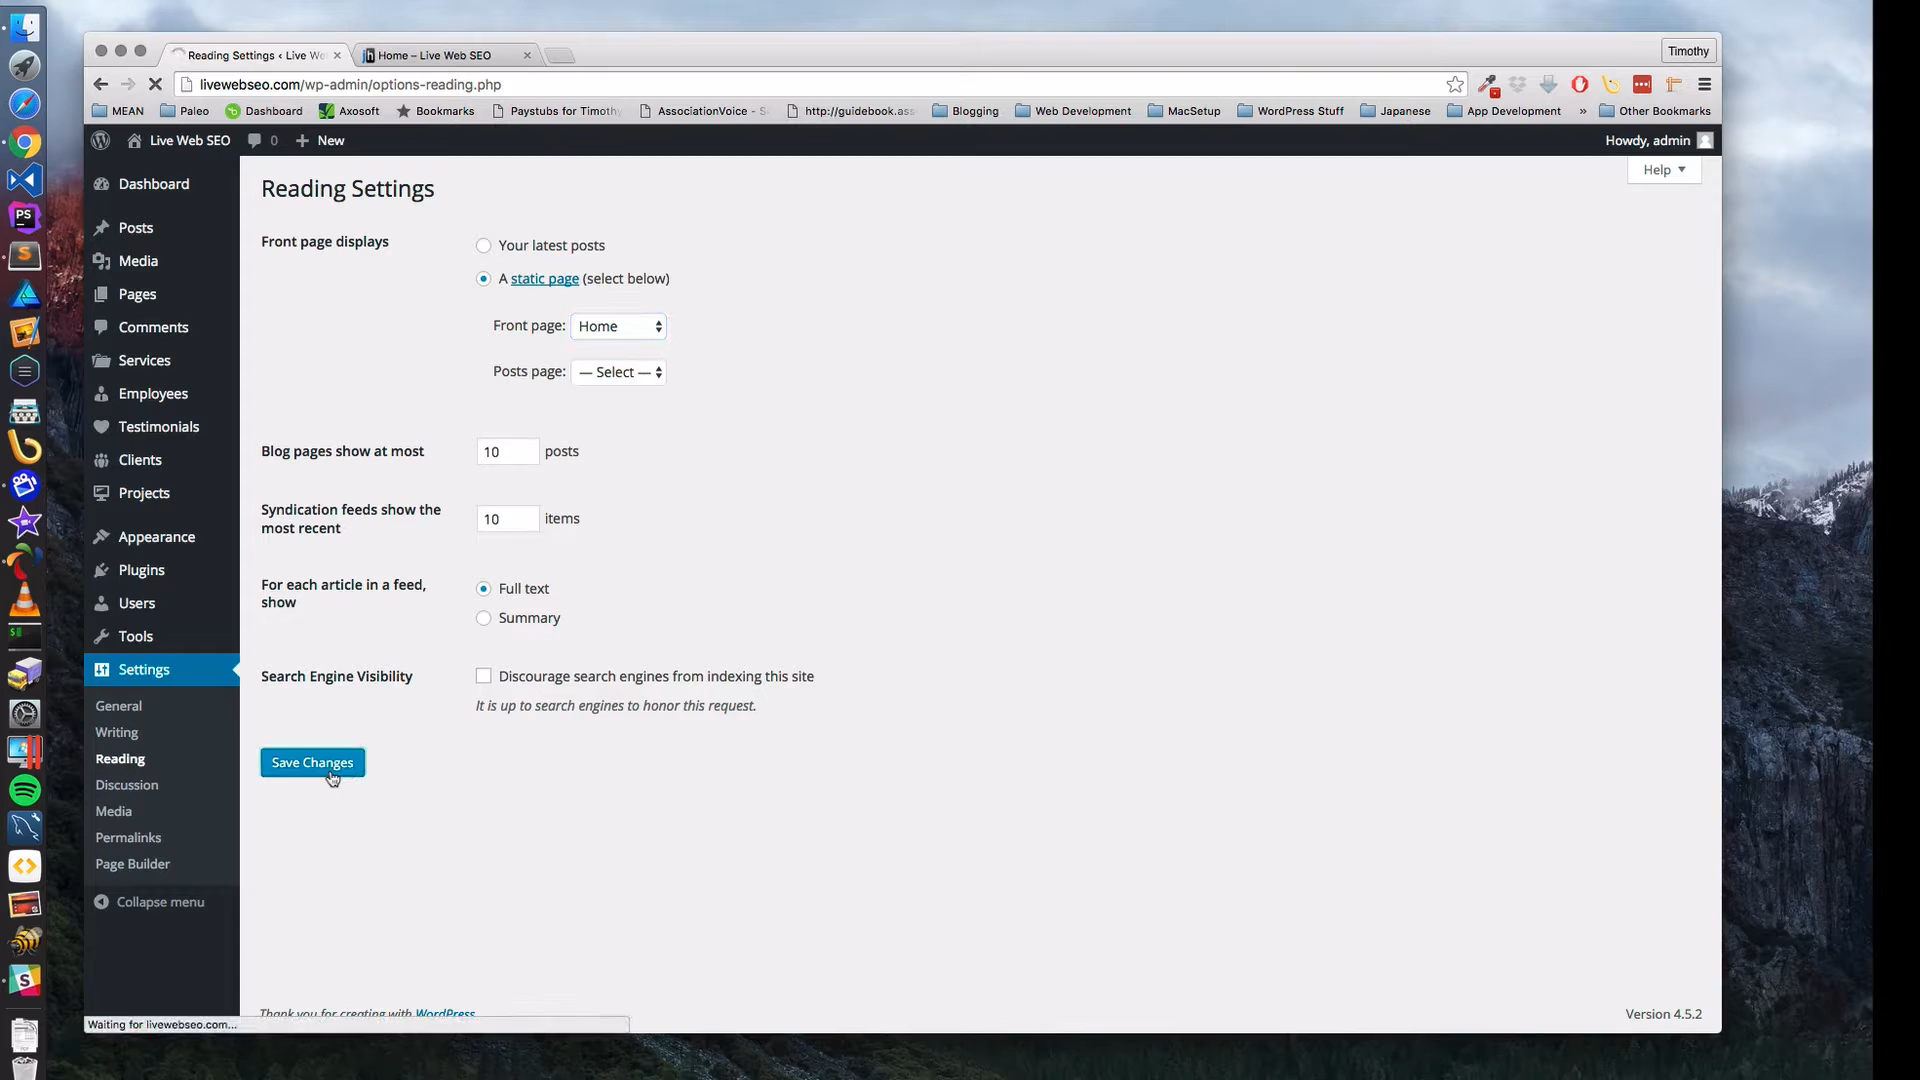 Reading Settings ‹ Live We
Home – Live Web SEO
Timothy
livewebseo.com/wp-admin/options-reading.php
MEAN
Paleo
Dashboard
Axosoft
Bookmarks
Paystubs for Timothy
AssociationVoice - S
http://guidebook.ass
Blogging
Web Development
MacSetup
WordPress Stuff
Japanese
App Development
»
Other Bookmarks
Live Web SEO
0
New
Howdy, admin
Help
Dashboard
Posts
Media
Pages
Comments
Services
Employees
Testimonials
Clients
Projects
Appearance
Plugins
Users
Tools
Settings
General
Writing
Reading
Discussion
Media
Permalinks
Page Builder
Collapse menu
Reading Settings
Front page displays
Your latest posts
A static page (select below)
Front page: Home
Posts page: — Select —
Blog pages show at most
10 posts
Syndication feeds show the
most recent
10 items
For each article in a feed,
show
Full text
Summary
Search Engine Visibility
Discourage search engines from indexing this site
It is up to search engines to honor this request.
Save Changes
Thank you for creating with WordPress
Version 4.5.2
Waiting for livewebseo.com...
PS
S